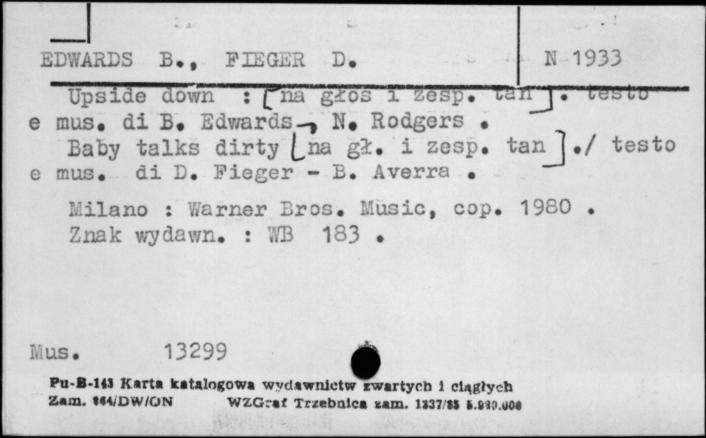 EDWARDS B., FIEGER D. N 1933
Upside down : [na głos i zesp. tan]. testo
e mus. di B. Edwards, N. Rodgers .
Baby talks dirty [na gł. i zesp. tan]./ testo
e mus. di D. Fieger - B. Averra .
Milano : Warner Bros. Music, cop. 1980 .
Znak wydawn. : WB 183 .
Mus. 13299
Pu-B-143 Karta katalogowa wydawnictw zwartych i ciągłych
Zam. 164/DW/ON WZGraf Trzebnica zam. 1337/85